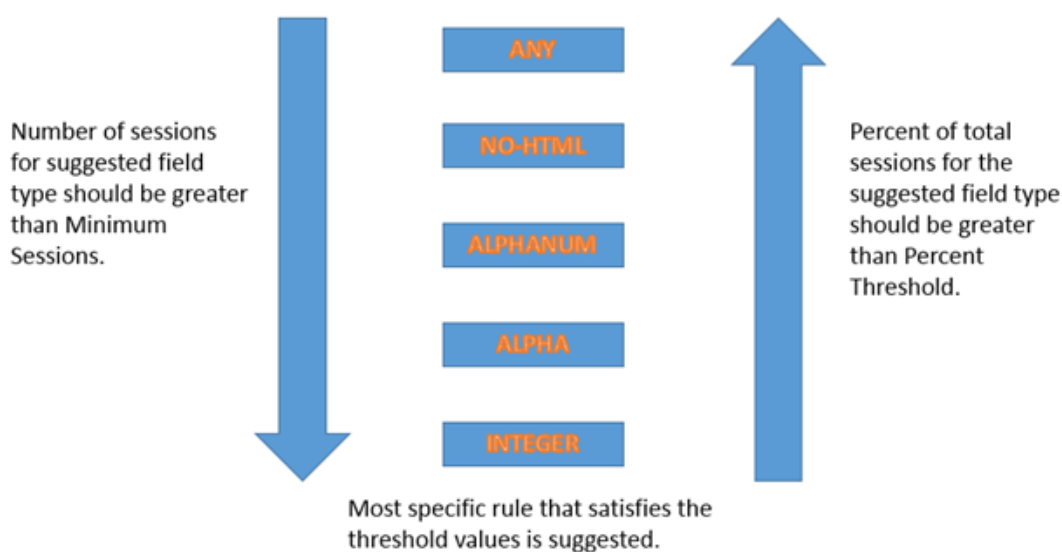 ANY
Number of sessions
for suggested field
type should be greater
than Minimum
Sessions.
NO-HTML
ALPHANUM
ALPHA
INTEGER
Percent of total
sessions for the
suggested field type
should be greater
than Percent
Threshold.
Most specific rule that satisfies the
threshold values is suggested.